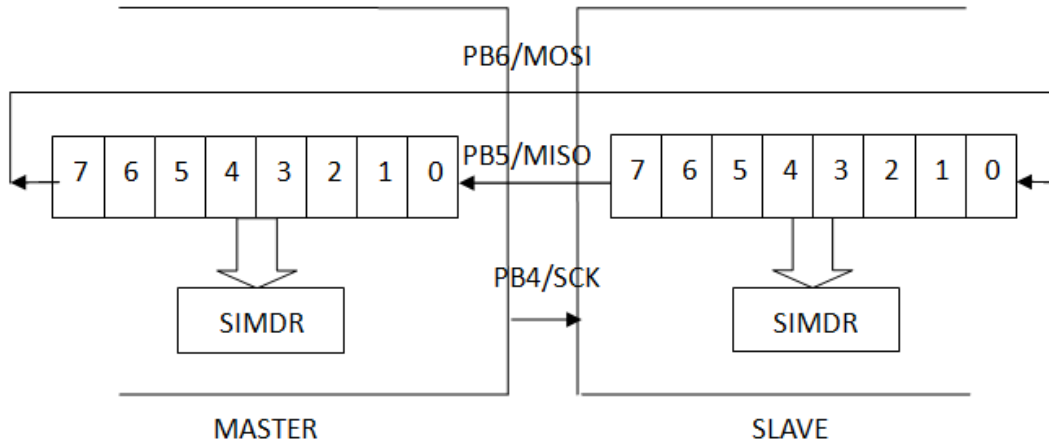 PB6/MOSI
7 6 5 4 3 2 1 0
PB5/MISO
7 6 5 4 3 2 1 0
PB4/SCK
SIMDR
SIMDR
MASTER
SLAVE